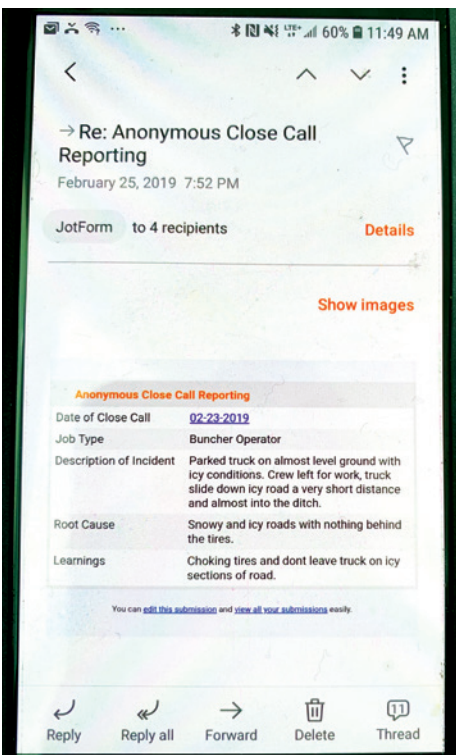 60% 11:49 AM
→ Re: Anonymous Close Call
Reporting
February 25, 2019 7:52 PM
JotForm to 4 recipients Details
Show images
Anonymous Close Call Reporting
Date of Close Call 02-23-2019
Job Type Buncher Operator
Description of Incident Parked truck on almost level ground with
icy conditions. Crew left for work, truck
slide down icy road a very short distance
and almost into the ditch.
Root Cause Snowy and icy roads with nothing behind
the tires.
Learnings Choking tires and dont leave truck on icy
sections of road.
You can edit this submission and view all your submissions easily.
Reply Reply all Forward Delete 11 Thread